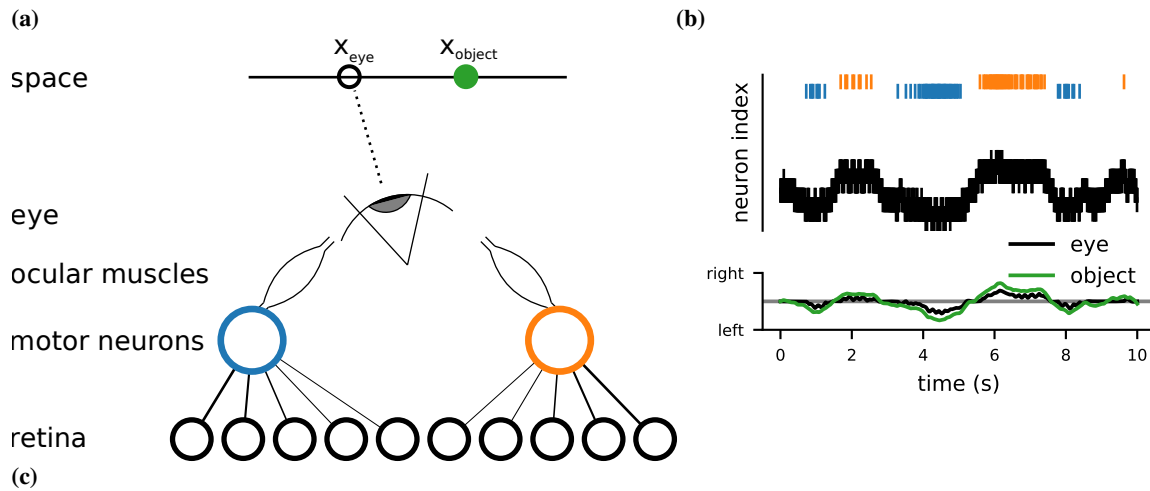 (a)
(b)
x_eye
x_object
space
eye
ocular muscles
motor neurons
retina
(c)
neuron index
eye
object
right
left
0 2 4 6 8 10
time (s)